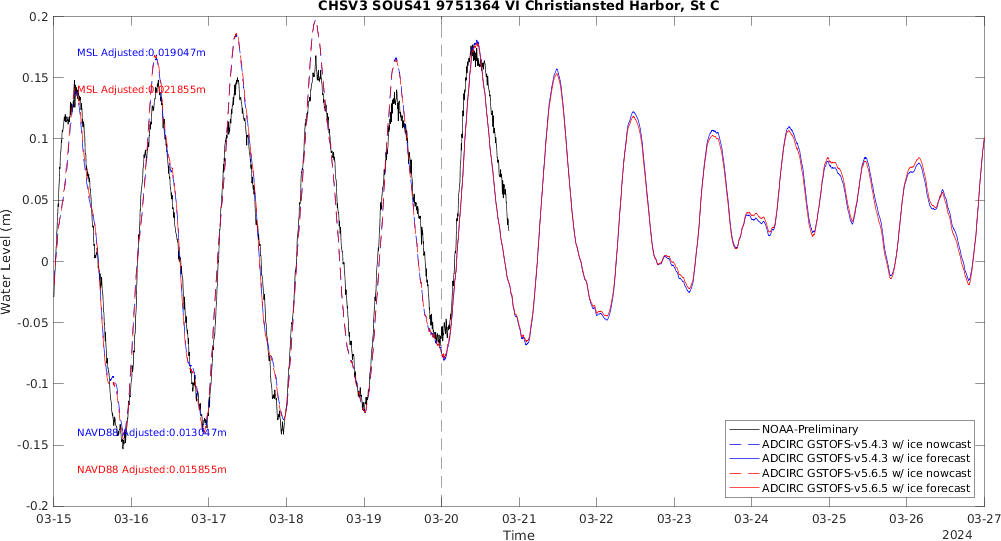 CHSV3 SOUS41 9751364 VI Christiansted Harbor, St C
0.2
0.15
0.1
0.05
0
-0.05
-0.1
-0.15
-0.2
Water Level (m)
MSL Adjusted:0.019047m
MSL Adjusted:0.021855m
NAVD88 Adjusted:0.013047m
NAVD88 Adjusted:0.015855m
NOAA-Preliminary
ADCIRC GSTOFS-v5.4.3 w/ ice nowcast
ADCIRC GSTOFS-v5.4.3 w/ ice forecast
ADCIRC GSTOFS-v5.6.5 w/ ice nowcast
ADCIRC GSTOFS-v5.6.5 w/ ice forecast
03-15 03-16 03-17 03-18 03-19 03-20 03-21 03-22 03-23 03-24 03-25 03-26 03-27
Time
2024